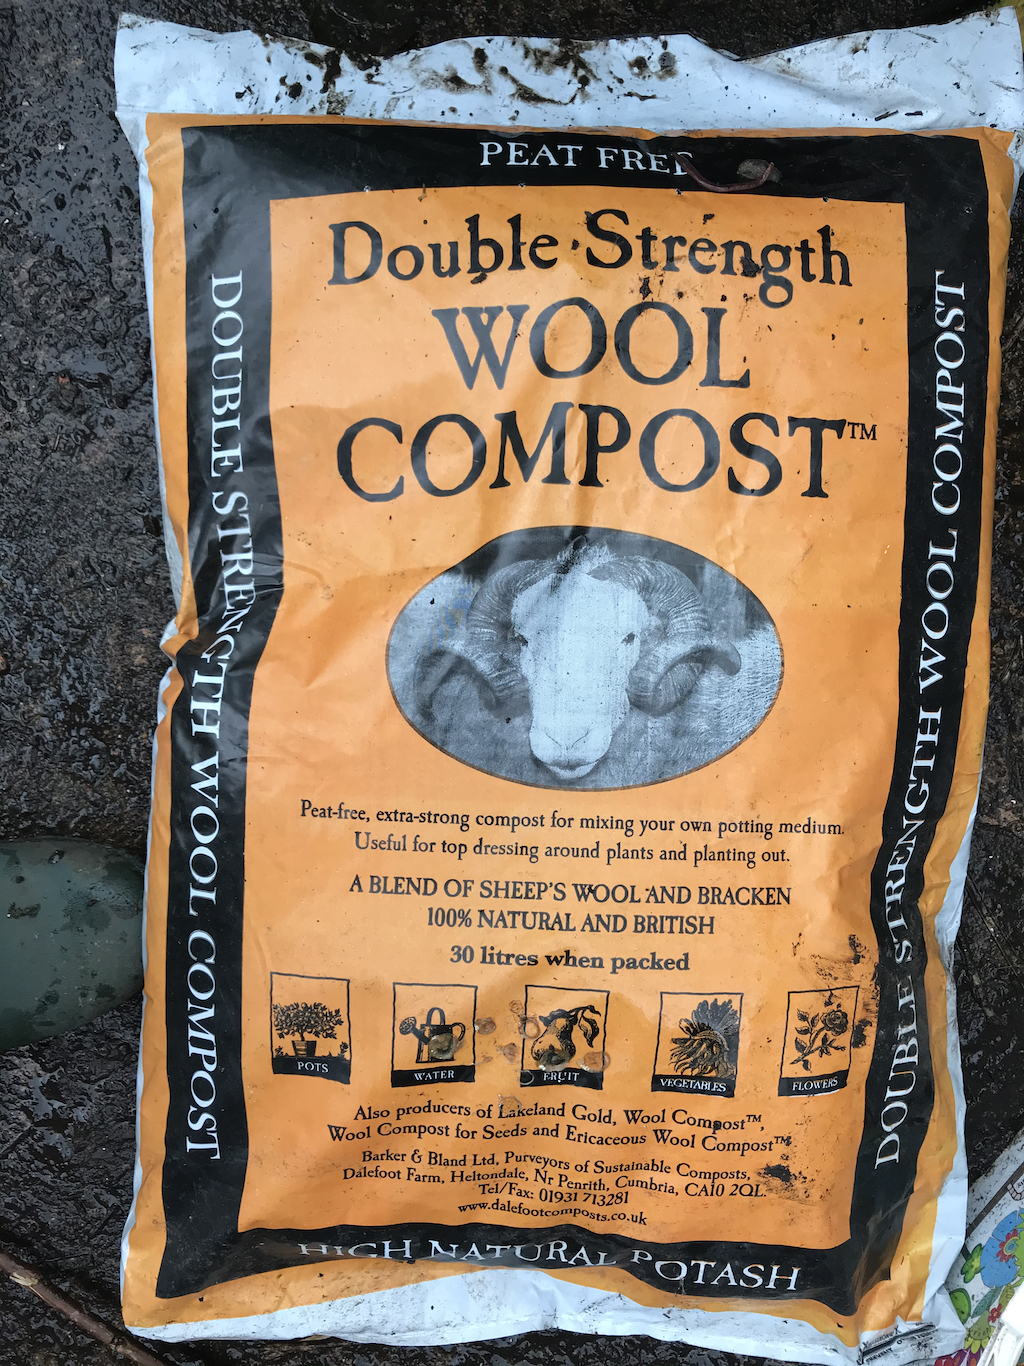 PEAT FREE
Double Strength
WOOL
COMPOST™
DOUBLE STRENGTH WOOL COMPOST
DOUBLE STRENGTH WOOL COMPOST
Peat-free, extra-strong compost for mixing your own potting medium.
Useful for top dressing around plants and planting out.
A BLEND OF SHEEP'S WOOL AND BRACKEN
100% NATURAL AND BRITISH
30 litres when packed
POTS
WATER
FRUIT
VEGETABLES
FLOWERS
Also producers of Lakeland Gold, Wool Compost™,
Wool Compost for Seeds and Ericaceous Wool Compost™.
Barker & Bland Ltd, Purveyors of Sustainable Composts,
Dalefoot Farm, Heltondale, Nr Penrith, Cumbria, CA10 2QL.
Tel/Fax: 01931 713281
www.dalefootcomposts.co.uk
HIGH NATURAL POTASH